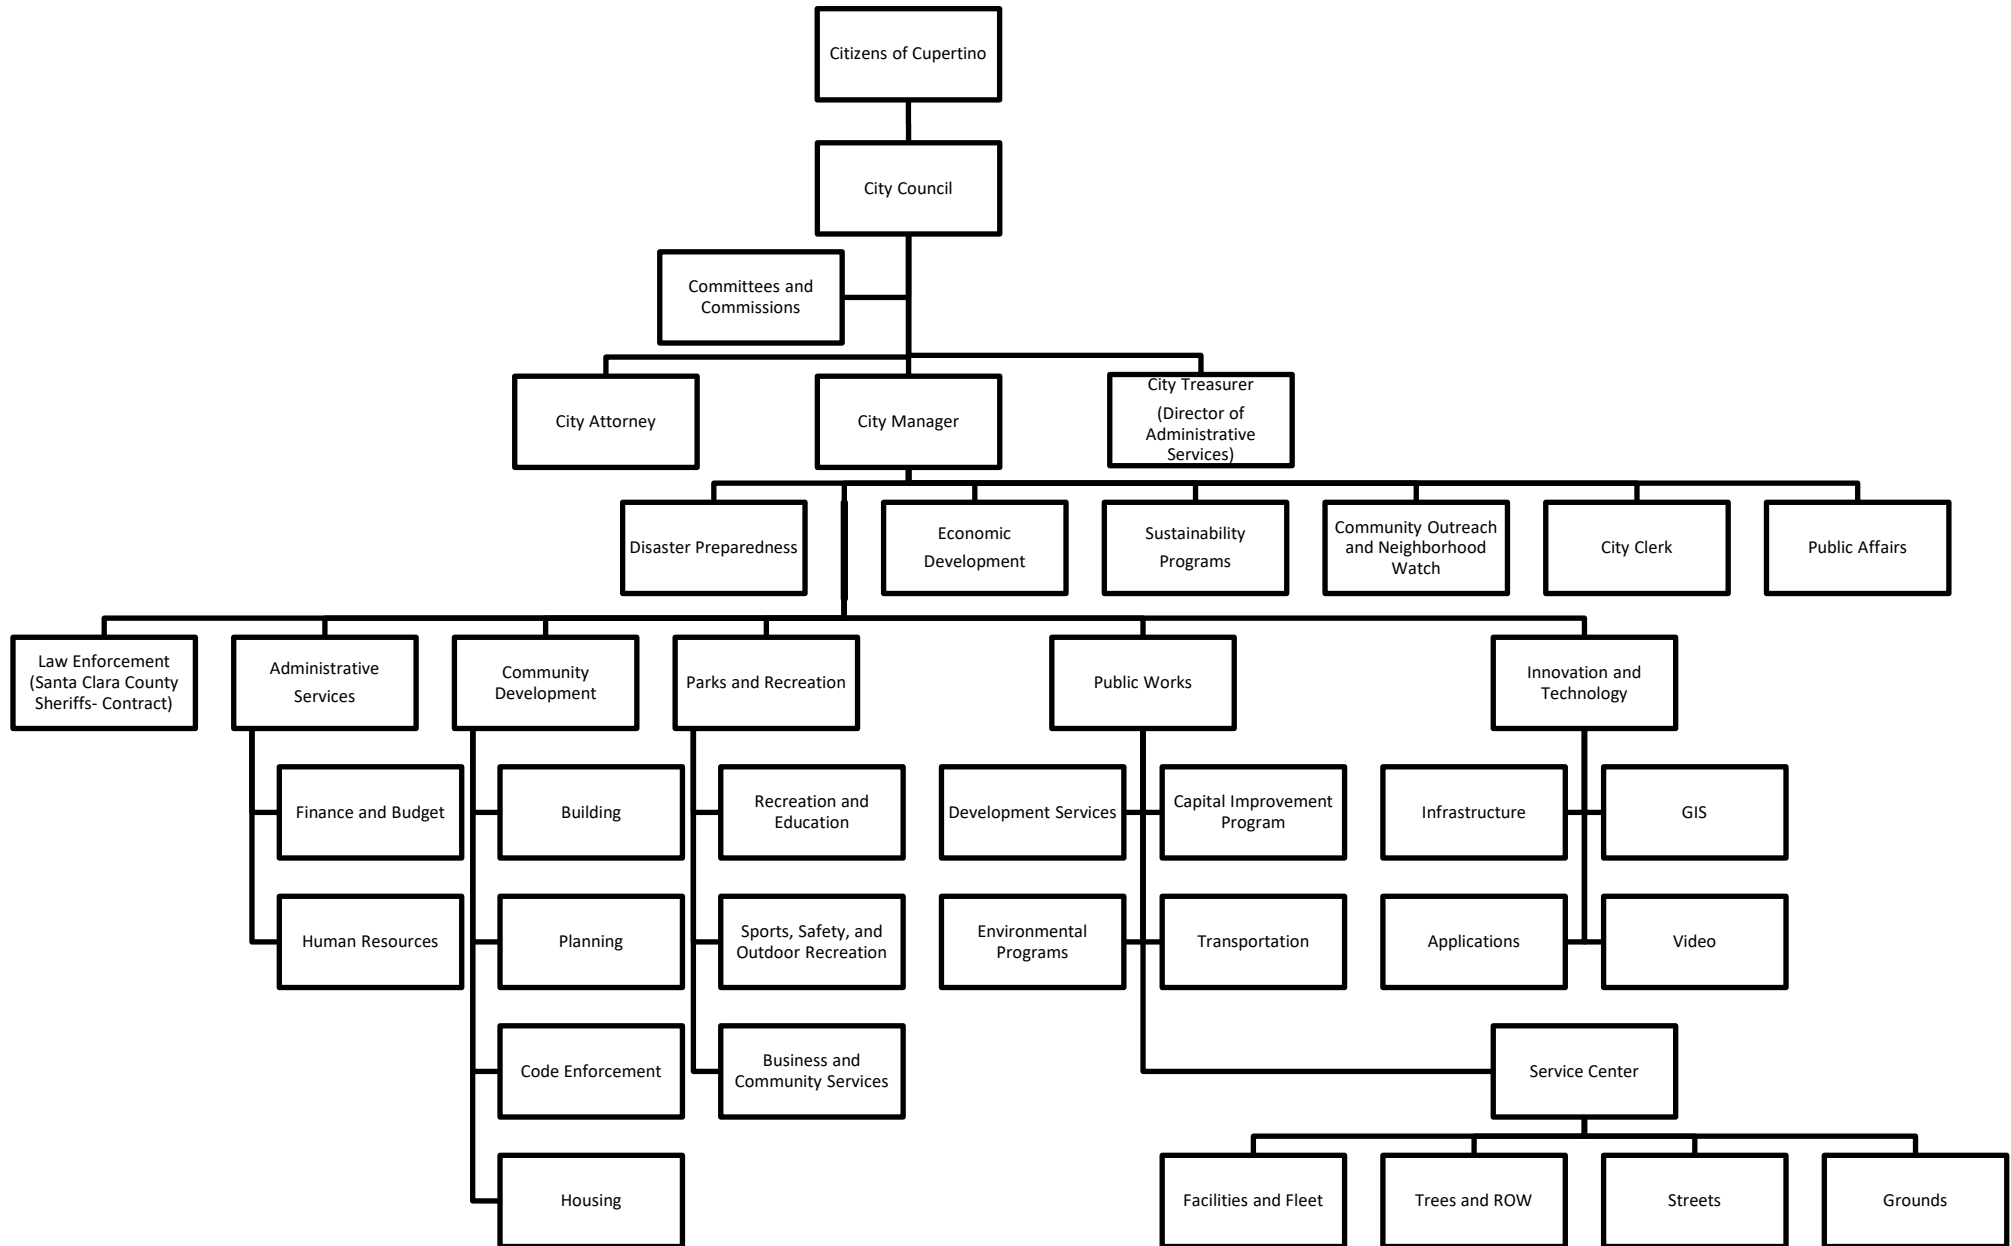 Citizens of Cupertino
City Council
Committees and
Commissions
City Attorney
City Manager
City Treasurer
(Director of
Administrative
Services)
Disaster Preparedness
Economic
Development
Sustainability
Programs
Community Outreach
and Neighborhood
Watch
City Clerk
Public Affairs
Law Enforcement
(Santa Clara County
Sheriffs- Contract)
Administrative
Services
Community
Development
Parks and Recreation
Public Works
Innovation and
Technology
Finance and Budget
Building
Recreation and
Education
Development Services
Capital Improvement
Program
Infrastructure
GIS
Human Resources
Planning
Sports, Safety, and
Outdoor Recreation
Environmental
Programs
Transportation
Applications
Video
Code Enforcement
Business and
Community Services
Service Center
Housing
Facilities and Fleet
Trees and ROW
Streets
Grounds